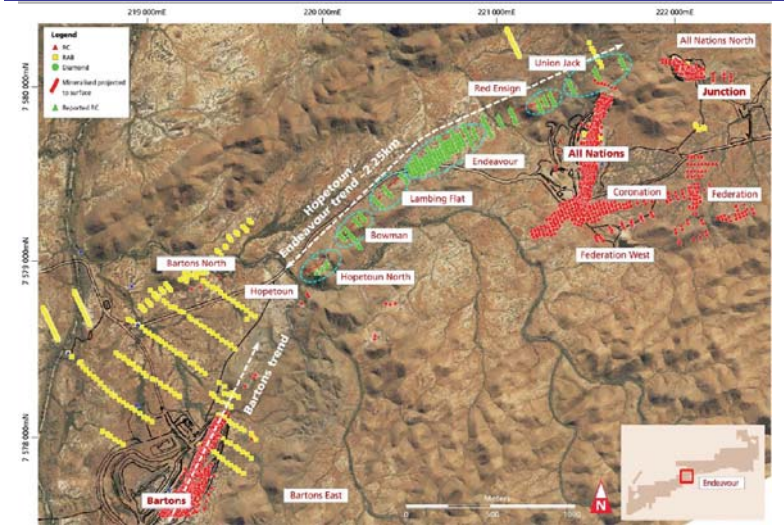 219 000mE
220 000mE
221 000mE
222 000mE
Legend
RC
RAB
Diamond
Mineralised projected
to surface
Reported RC
7 580 000mN
7 579 000mN
7 578 000mN
All Nations North
Union Jack
Junction
Red Ensign
All Nations
Endeavour
Coronation
Federation
Lambing Flat
Hopetoun
Endeavour trend -2.25km
Bowman
Federation West
Bartons North
Hopetoun North
Hopetoun
Bartons trend
Bartons
Bartons East
Meters
0
500
1000
N
Endeavour